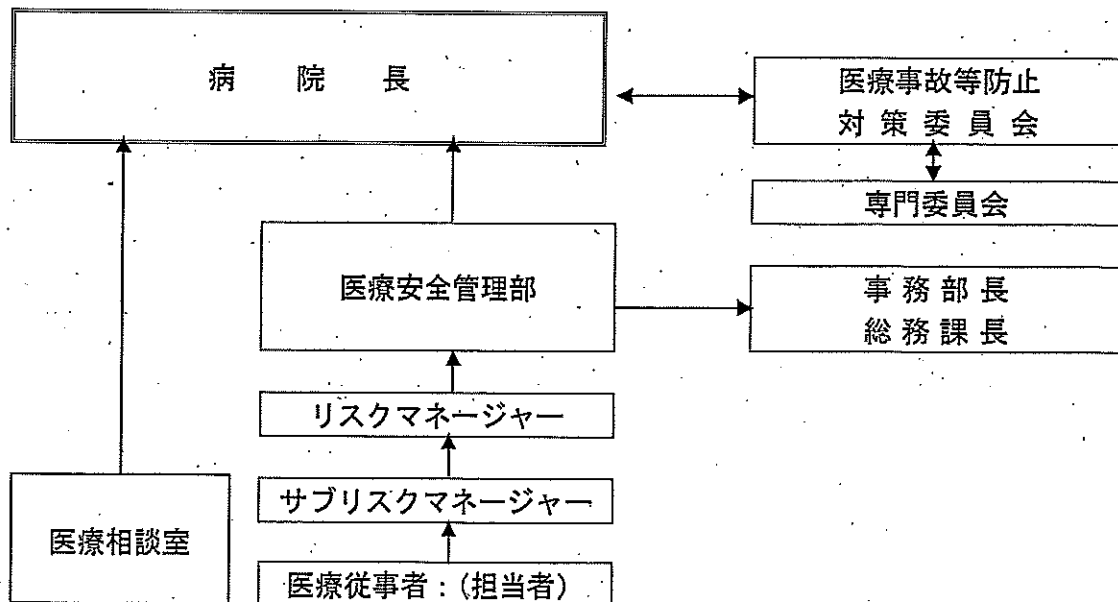 病院長
医療事故等防止
対策委員会
専門委員会
医療安全管理部
事務部長
総務課長
リスクマネージャー
サブリスクマネージャー
医療相談室
医療従事者：(担当者)